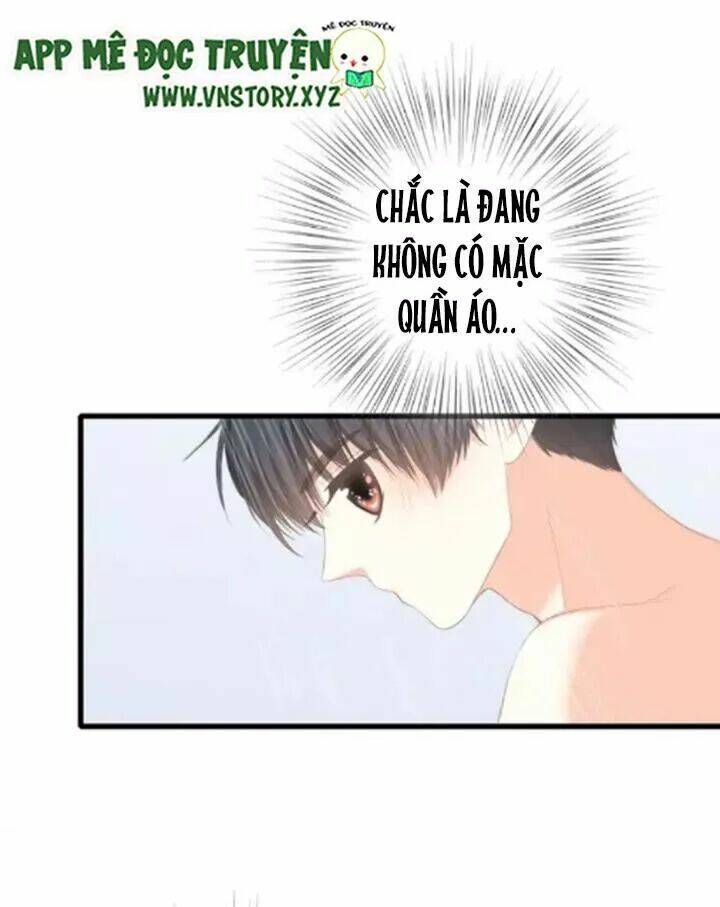 MÊ ĐỌC TRUYỆN
APP MÊ ĐỌC TRUYỆN
WWW.VNSTORY.XYZ
CHẮC LÀ ĐANG
KHÔNG CÓ MẶC
QUẦN ÁO...